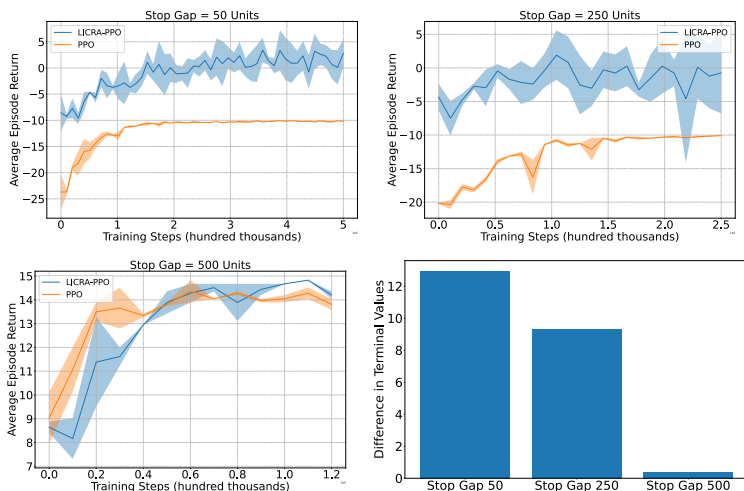 Stop Gap = 50 Units
LICRA-PPO
PPO
Average Episode Return
5
0
−5
−10
−15
−20
−25
0
1
2
3
4
5
Training Steps (hundred thousands)
Stop Gap = 250 Units
LICRA-PPO
PPO
Average Episode Return
5
0
−5
−10
−15
−20
0.0
0.5
1.0
1.5
2.0
2.5
Training Steps (hundred thousands)
Stop Gap = 500 Units
LICRA-PPO
PPO
Average Episode Return
15
14
13
12
11
10
9
8
7
0.0
0.2
0.4
0.6
0.8
1.0
1.2
Training Steps (hundred thousands)
Difference in Terminal Values
12
10
8
6
4
2
0
Stop Gap 50
Stop Gap 250
Stop Gap 500